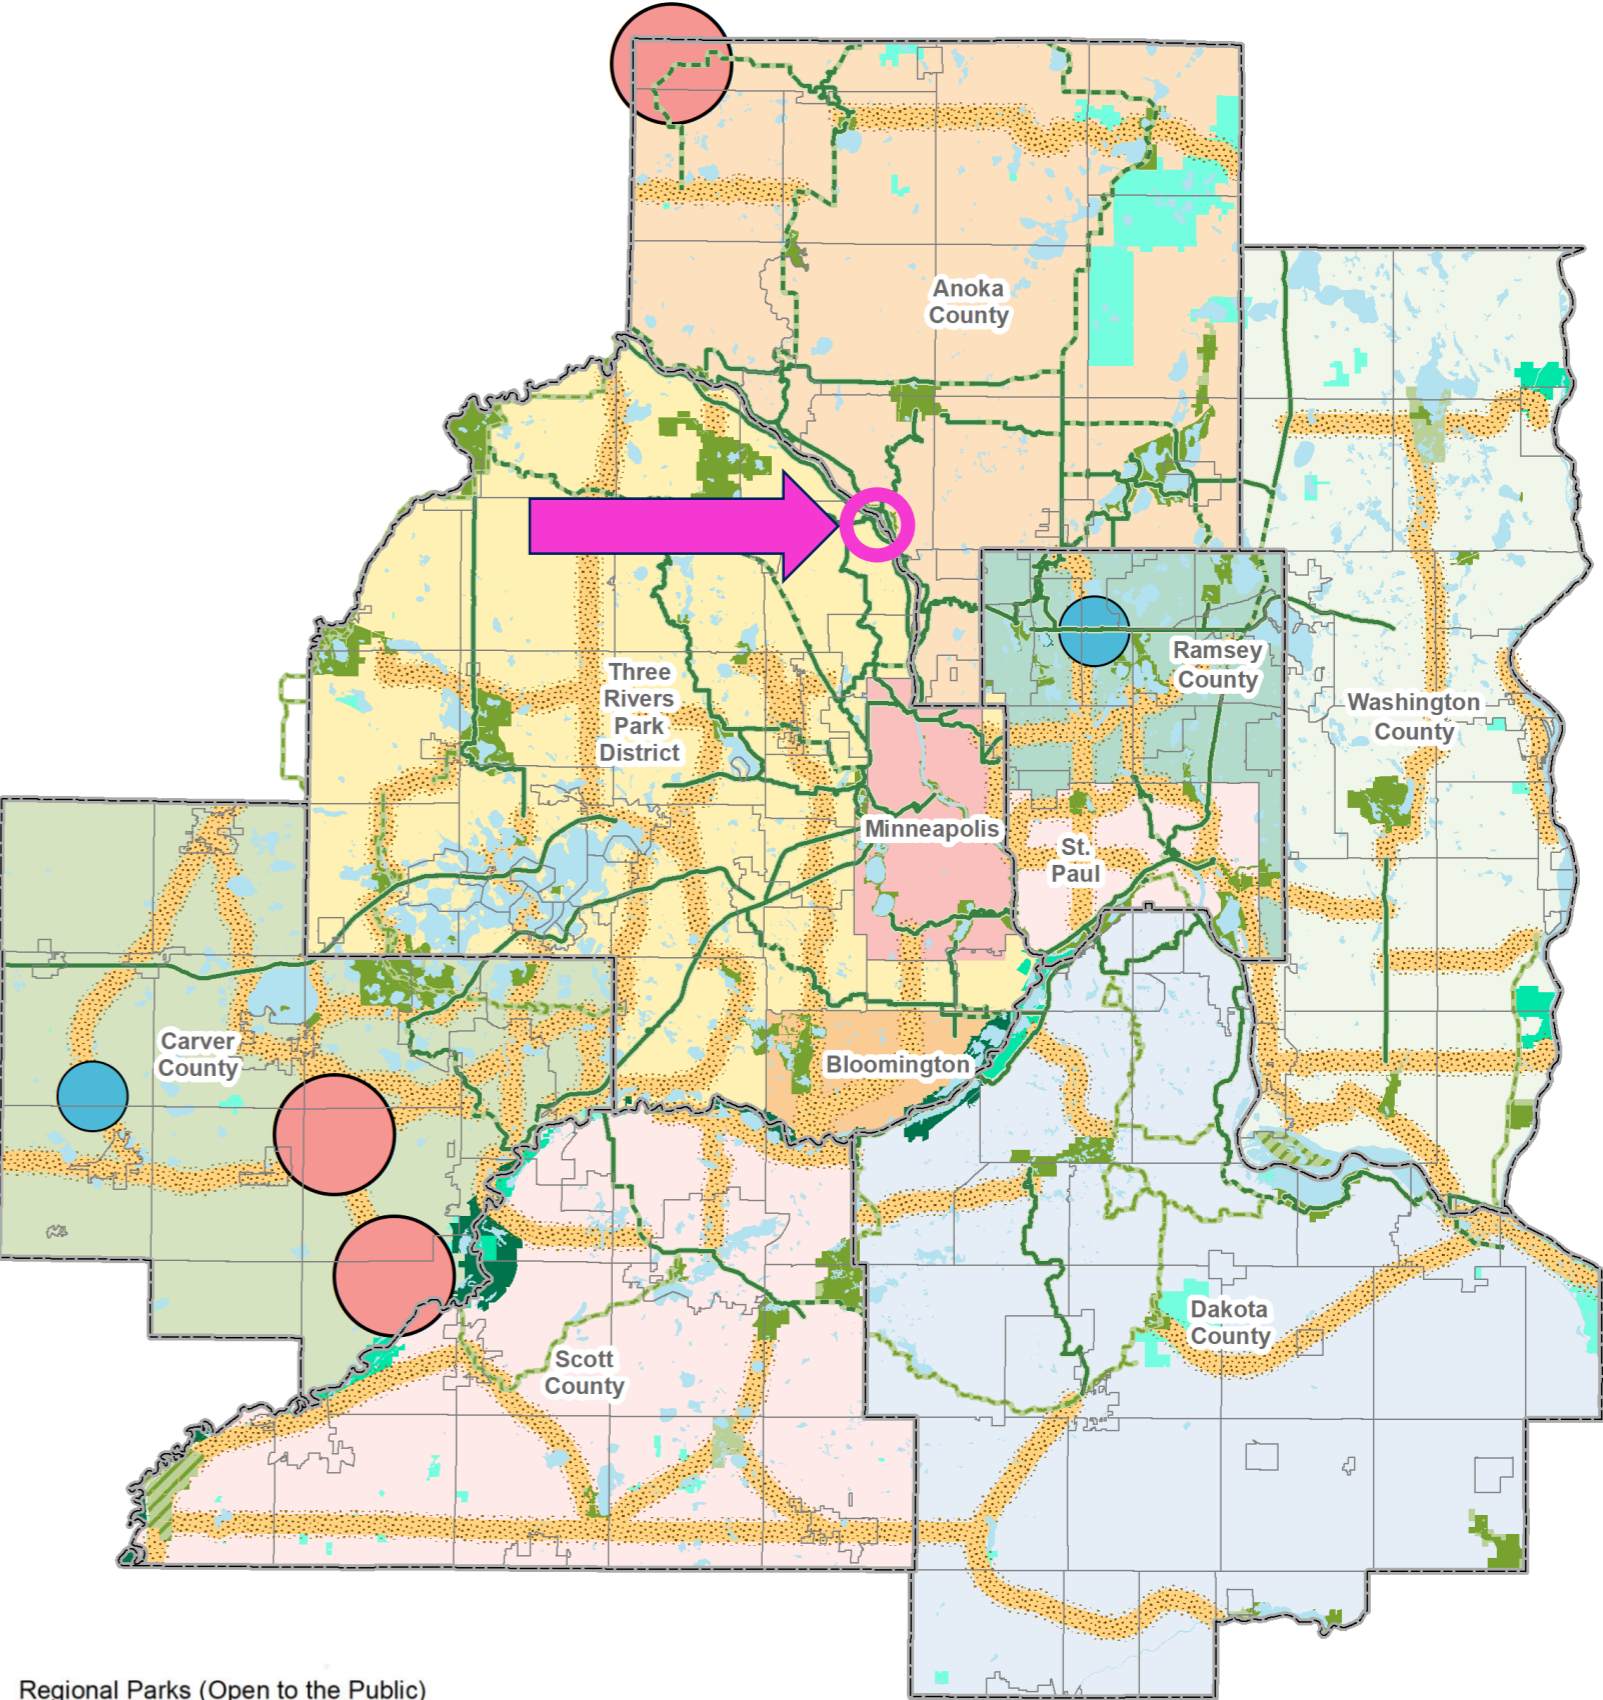 Anoka
County
Ramsey
County
Three
Rivers
Park
District
Washington
County
Minneapolis
St.
Paul
Carver
County
Bloomington
Dakota
County
Scott
County
Regional Parks (Open to the Public)